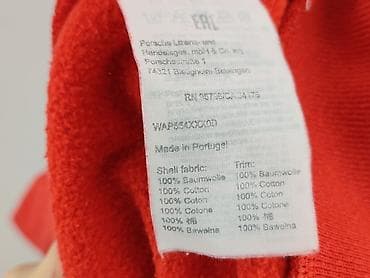 EAC
Porsche Lizenz- und
Handelsges. mbH & Co. KG
Porschestraße 1
74321 Bietigheim-Bissingen
Made in Portugal
Shell fabric: Trim:
100% Baumwolle 100% Baumwolle
100% Cotton 100% Cotton
100% Coton 100% Coton
100% Cotone 100% Cotone
100% 棉 100% 棉
100% Bawełna 100% Bawełna